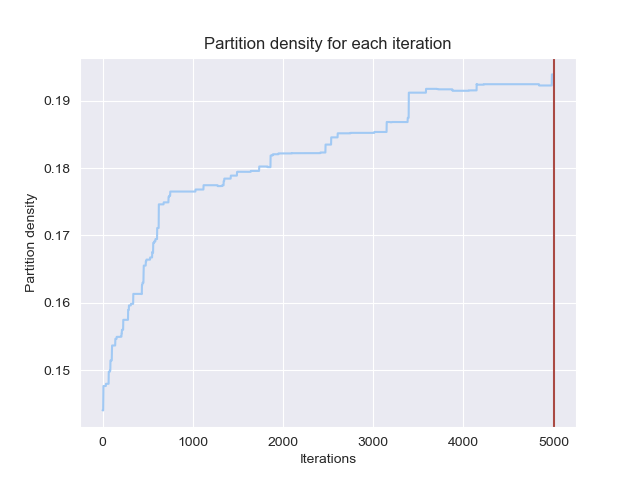 Partition density for each iteration
0.19
0.18
0.17
0.16
0.15
Partition density
0 1000 2000 3000 4000 5000
Iterations